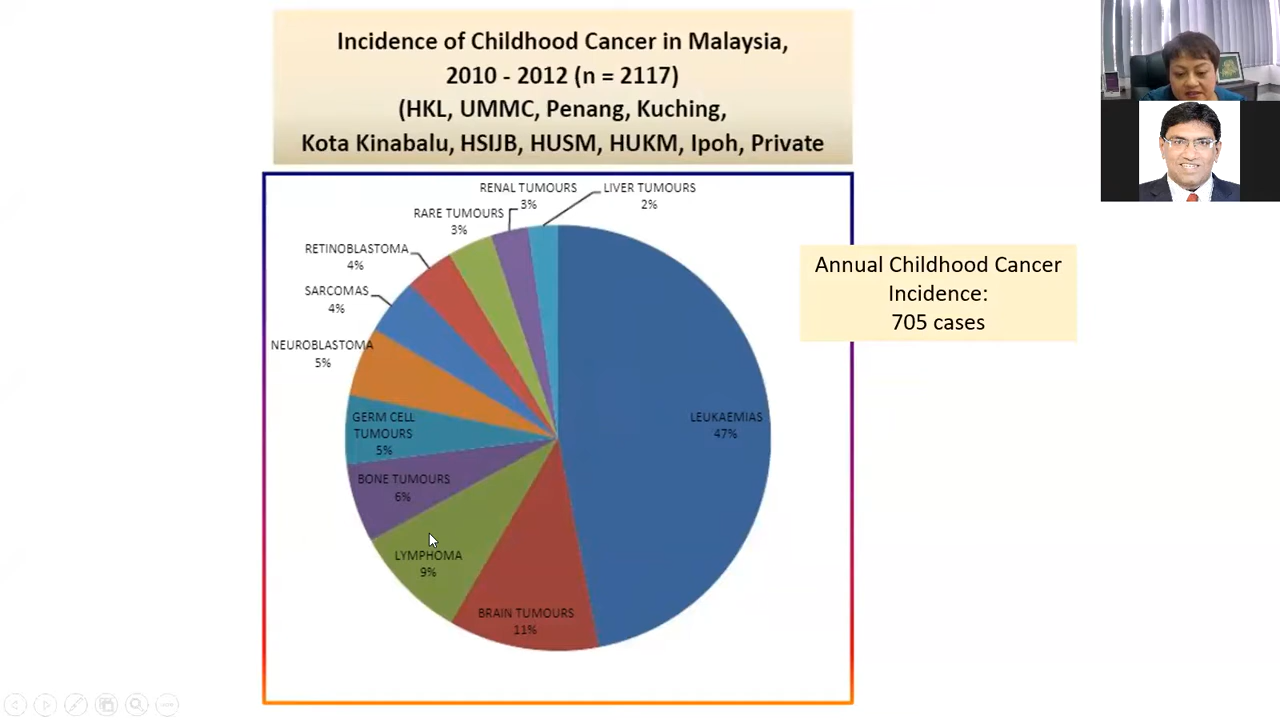 Incidence of Childhood Cancer in Malaysia,
2010 - 2012 (n = 2117)
(HKL, UMMC, Penang, Kuching,
Kota Kinabalu, HSIJB, HUSM, HUKM, Ipoh, Private
RENAL TUMOURS
3%
LIVER TUMOURS
2%
RARE TUMOURS
3%
RETINOBLASTOMA
4%
SARCOMAS
4%
NEUROBLASTOMA
5%
GERM CELL
TUMOURS
5%
BONE TUMOURS
6%
LYMPHOMA
9%
BRAIN TUMOURS
11%
LEUKAEMIAS
47%
Annual Childhood Cancer
Incidence:
705 cases